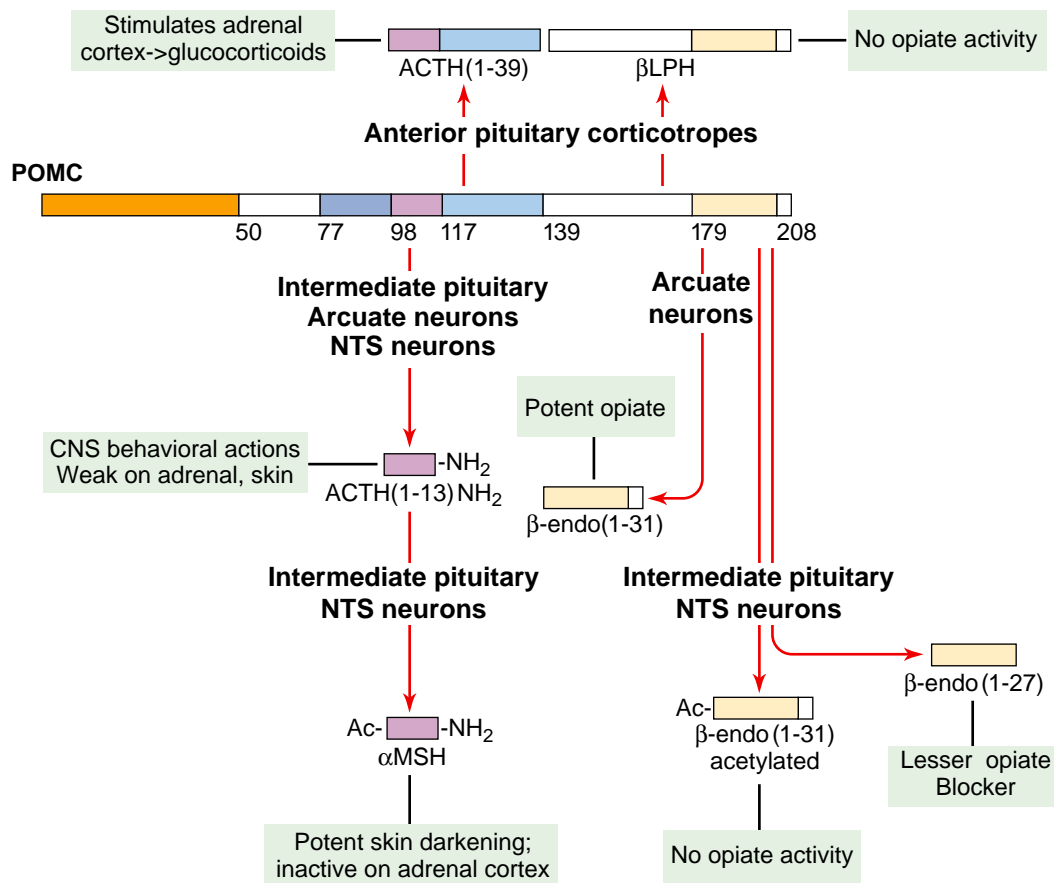 Stimulates adrenal
cortex->glucocorticoids
ACTH(1-39)
βLPH
No opiate activity
Anterior pituitary corticotropes
POMC
50 77 98 117 139 179 208
Intermediate pituitary
Arcuate neurons
NTS neurons
Arcuate
neurons
Potent opiate
CNS behavioral actions
Weak on adrenal, skin
-NH₂
ACTH(1-13)NH₂
β-endo(1-31)
Intermediate pituitary
NTS neurons
Intermediate pituitary
NTS neurons
β-endo(1-27)
Ac- -NH₂
αMSH
Ac-
β-endo(1-31)
acetylated
Lesser opiate
Blocker
Potent skin darkening;
inactive on adrenal cortex
No opiate activity